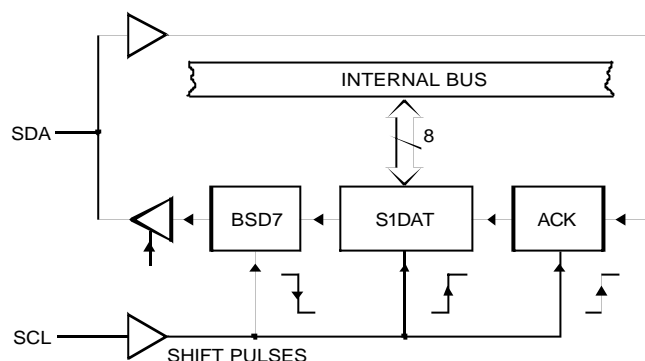 INTERNAL BUS
SDA
8
BSD7
S1DAT
ACK
SCL
SHIFT PULSES